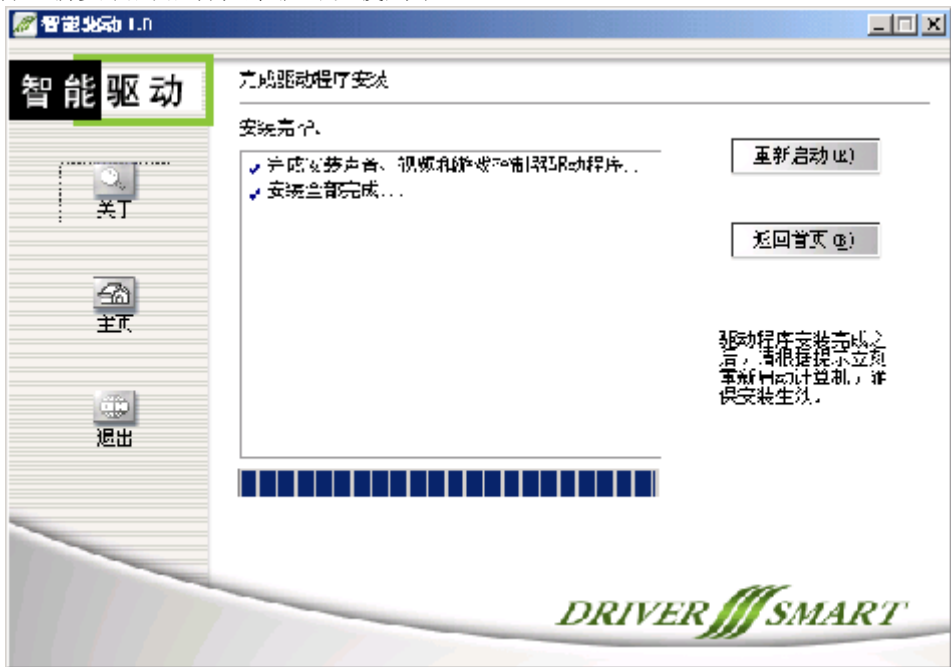 智能驱动 1.0
智能驱动
完成驱动程序安装
安装完毕。
完成安装声音、视频和游戏控制器驱动程序...
安装全部完成...
重新启动(R)
返回首页(B)
关于
主页
退出
驱动程序安装完成之
后，请根据提示立刻
重新启动计算机，确
保安装生效。
DRIVER SMART